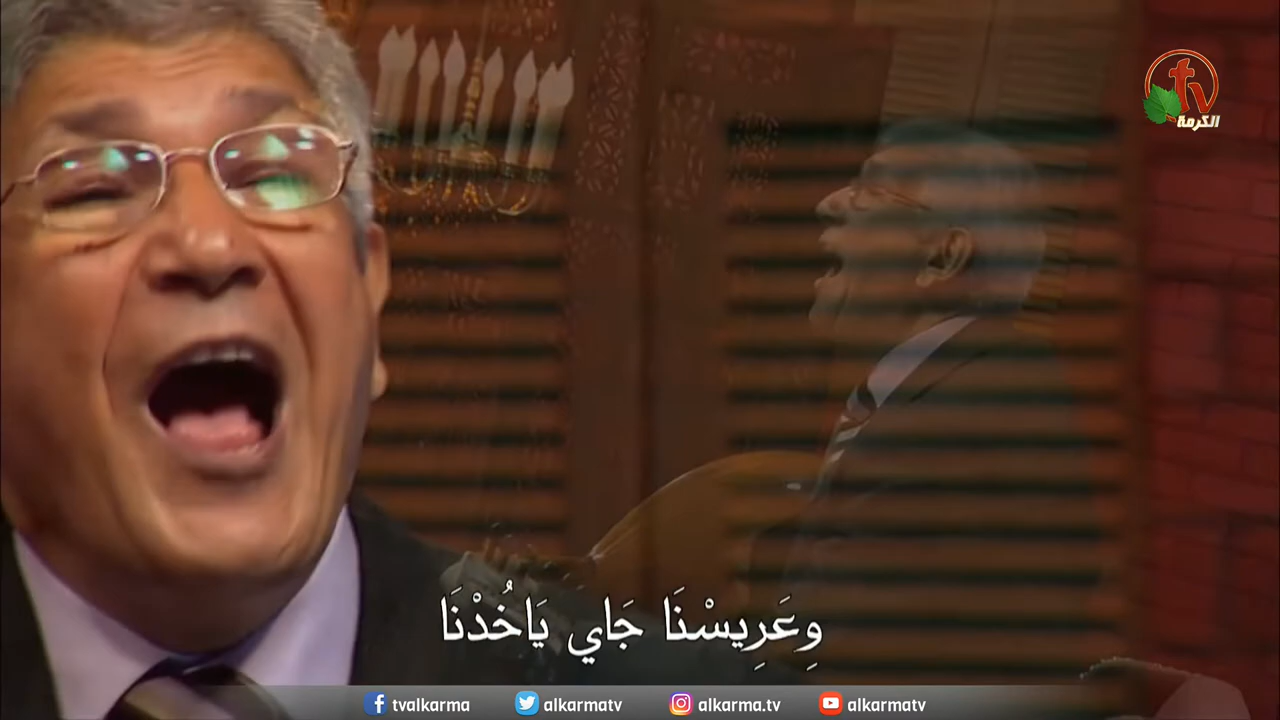 tv
الكرمة
وِعَرِيسْنَا جَاي يَاخُدْنَا
tvalkarma alkarmatv alkarma.tv alkarmatv